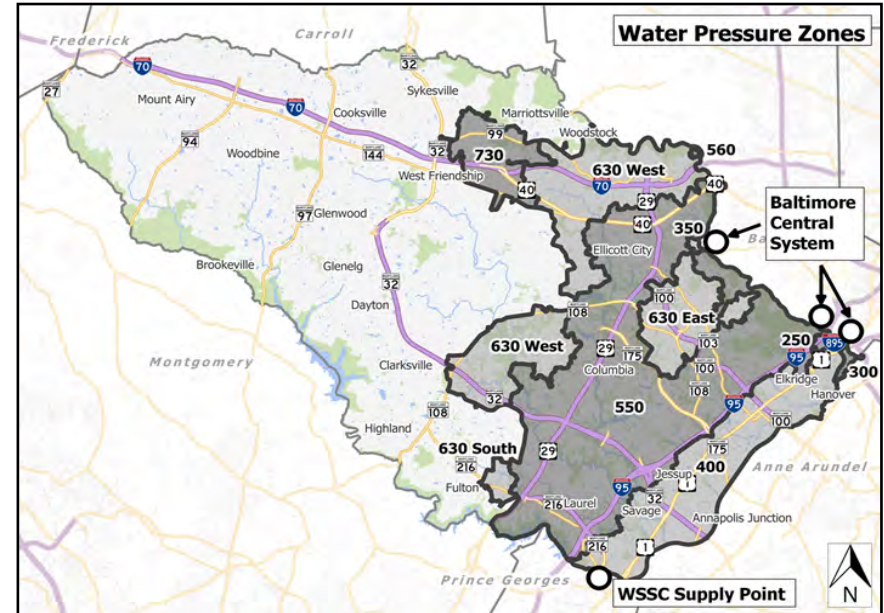 Water Pressure Zones
Frederick
Carroll
32
70
27
Mount Airy
Sykesville
Cooksville
70
Marriottsville
99
Woodstock
94
144
32
730
560
Woodbine
West Friendship
630 West
70
40
29
40
Baltimore
Central
System
97
Glenwood
40
350
Ellicott City
Brookeville
Glenelg
32
Dayton
108
100
630 East
630 West
29
175
103
250
95
895
1
300
Columbia
Elkridge
Hanover
Montgomery
Clarksville
100
32
108
550
95
100
108
Highland
29
175
Anne Arundel
630 South
216
Jessup
400
1
Fulton
95
32
216
Laurel
Savage
Annapolis Junction
216
1
Prince Georges
WSSC Supply Point
N